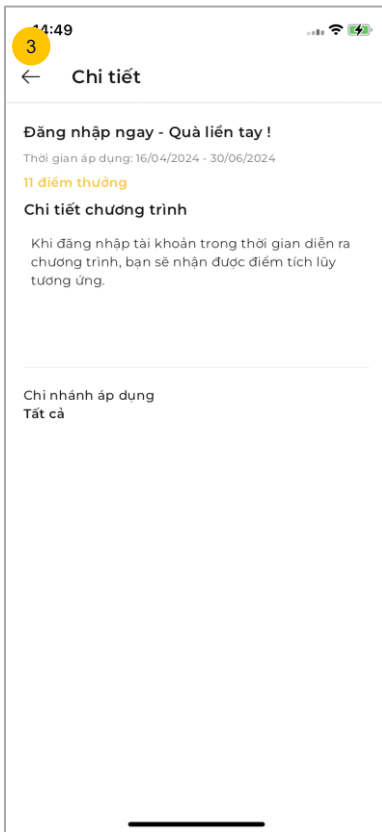 14:49
3
Chi tiết
Đăng nhập ngay - Quà liền tay !
Thời gian áp dụng: 16/04/2024 - 30/06/2024
11 điểm thưởng
Chi tiết chương trình
Khi đăng nhập tài khoản trong thời gian diễn ra
chương trình, bạn sẽ nhận được điểm tích lũy
tương ứng.
Chi nhánh áp dụng
Tất cả